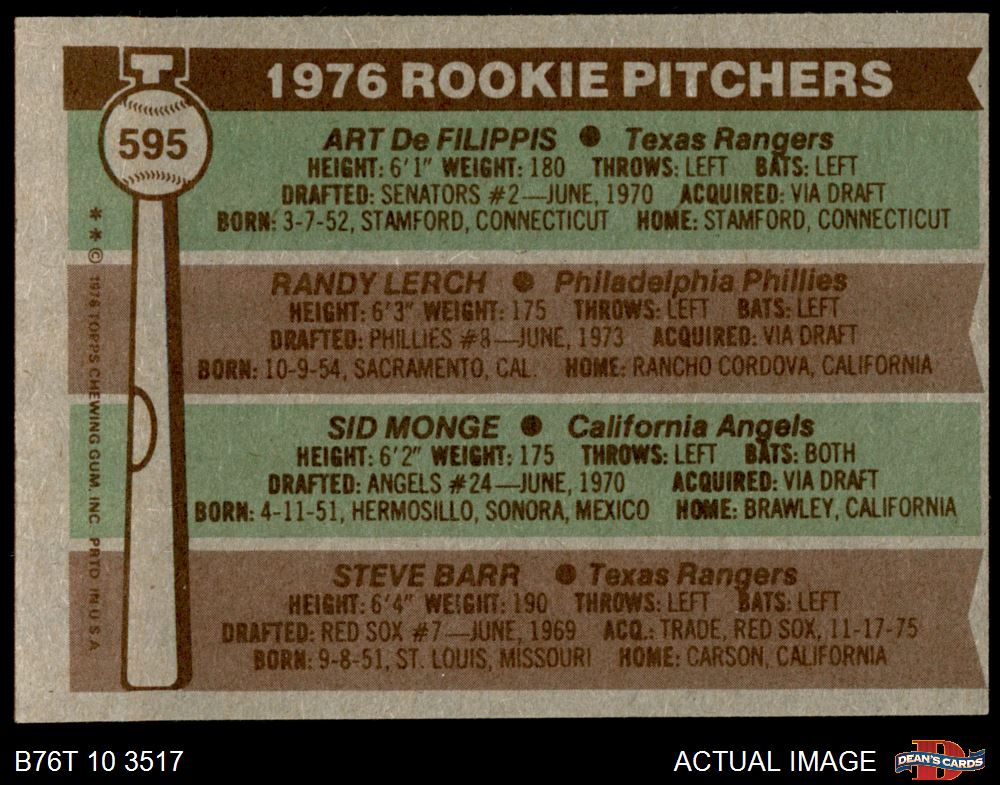 1976 ROOKIE PITCHERS
595
ART De FILIPPIS ● Texas Rangers
HEIGHT: 6'1" WEIGHT: 180 THROWS: LEFT BATS: LEFT
DRAFTED: SENATORS #2—JUNE, 1970 ACQUIRED: VIA DRAFT
BORN: 3-7-52, STAMFORD, CONNECTICUT HOME: STAMFORD, CONNECTICUT
RANDY LERCH ● Philadelphia Phillies
HEIGHT: 6'3" WEIGHT: 175 THROWS: LEFT BATS: LEFT
DRAFTED: PHILLIES #8—JUNE, 1973 ACQUIRED: VIA DRAFT
BORN: 10-9-54, SACRAMENTO, CAL. HOME: RANCHO CORDOVA, CALIFORNIA
SID MONGE ● California Angels
HEIGHT: 6'2" WEIGHT: 175 THROWS: LEFT BATS: BOTH
DRAFTED: ANGELS #24—JUNE, 1970 ACQUIRED: VIA DRAFT
BORN: 4-11-51, HERMOSILLO, SONORA, MEXICO HOME: BRAWLEY, CALIFORNIA
STEVE BARR ● Texas Rangers
HEIGHT: 6'4" WEIGHT: 190 THROWS: LEFT BATS: LEFT
DRAFTED: RED SOX #7—JUNE, 1969 ACQ.: TRADE, RED SOX, 11-17-75
BORN: 9-8-51, ST. LOUIS, MISSOURI HOME: CARSON, CALIFORNIA
** © 1976 TOPPS CHEWING GUM, INC. PRTD. IN U.S.A.
B76T 10 3517
ACTUAL IMAGE
D
DEAN'S CARDS